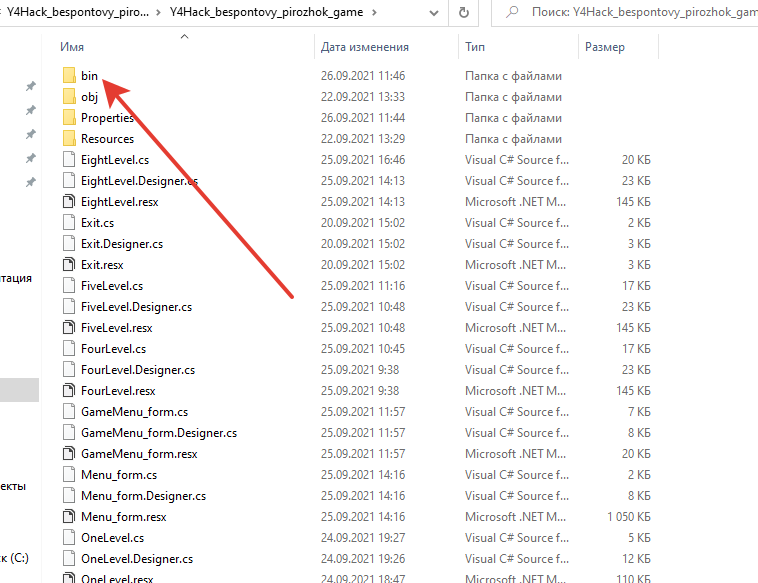 Y4Hack_bespontovy_piro... > Y4Hack_bespontovy_pirozhok_game > Поиск: Y4Hack_bespontovy_pirozhok_gam
Имя Дата изменения Тип Размер
bin 26.09.2021 11:46 Папка с файлами
obj 22.09.2021 13:33 Папка с файлами
Properties 26.09.2021 11:44 Папка с файлами
Resources 22.09.2021 13:29 Папка с файлами
EightLevel.cs 25.09.2021 16:46 Visual C# Source f... 20 КБ
EightLevel.Designer.cs 25.09.2021 14:13 Visual C# Source f... 23 КБ
EightLevel.resx 25.09.2021 14:13 Microsoft .NET M... 145 КБ
Exit.cs 20.09.2021 15:02 Visual C# Source f... 2 КБ
Exit.Designer.cs 20.09.2021 15:02 Visual C# Source f... 3 КБ
Exit.resx 20.09.2021 15:02 Microsoft .NET M... 3 КБ
тация
FiveLevel.cs 25.09.2021 11:16 Visual C# Source f... 17 КБ
FiveLevel.Designer.cs 25.09.2021 10:48 Visual C# Source f... 23 КБ
FiveLevel.resx 25.09.2021 10:48 Microsoft .NET M... 145 КБ
FourLevel.cs 25.09.2021 10:45 Visual C# Source f... 17 КБ
FourLevel.Designer.cs 25.09.2021 9:38 Visual C# Source f... 23 КБ
FourLevel.resx 25.09.2021 9:38 Microsoft .NET M... 145 КБ
GameMenu_form.cs 25.09.2021 11:57 Visual C# Source f... 7 КБ
GameMenu_form.Designer.cs 25.09.2021 11:57 Visual C# Source f... 8 КБ
GameMenu_form.resx 25.09.2021 11:57 Microsoft .NET M... 20 КБ
Menu_form.cs 25.09.2021 14:16 Visual C# Source f... 2 КБ
екты
Menu_form.Designer.cs 25.09.2021 14:16 Visual C# Source f... 8 КБ
Menu_form.resx 25.09.2021 14:16 Microsoft .NET M... 1 050 КБ
OneLevel.cs 24.09.2021 19:27 Visual C# Source f... 5 КБ
к (C:)
OneLevel.Designer.cs 24.09.2021 19:26 Visual C# Source f... 12 КБ
OneLevel.resx 24.09.2021 18:47 Microsoft .NET M... 110 КБ